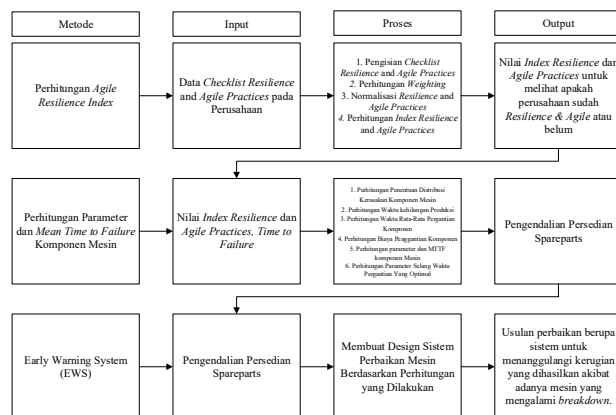 Metode
Input
Proses
Output
Perhitungan Agile
Resilience Index
Data Checklist Resilience
and Agile Practices pada
Perusahaan
1. Pengisian Checklist
Resilience and Agile Practices
2. Perhitungan Weighting
3. Normalisasi Resilience and
Agile Practices
4. Perhitungan Index Resilience
and Agile Practices
Nilai Index Resilience dan
Agile Practices untuk
melihat apakah
perusahaan sudah
Resilience & Agile atau
belum
Perhitungan Parameter
dan Mean Time to Failure
Komponen Mesin
Nilai Index Resilience dan
Agile Practices, Time to
Failure
1. Perhitungan Penentuan Distribusi
Kerusakan Komponen Mesin
2. Perhitungan Waktu kehilangan Produksi
3. Perhitungan Waktu Rata-Rata Pergantian
Komponen
4. Perhitungan Biaya Penggantian Komponen
5. Perhitungan parameter dan MTTF
komponen Mesin
6. Perhitungan Parameter Selang Waktu
Pergantian Yang Optimal
Pengendalian Persedian
Spareparts
Early Warning System
(EWS)
Pengendalian Persedian
Spareparts
Membuat Design Sistem
Perbaikan Mesin
Berdasarkan Perhitungan
yang Dilakukan
Usulan perbaikan berupa
sistem untuk
menanggulangi kerugian
yang dihasilkan akibat
adanya mesin yang
mengalami breakdown.